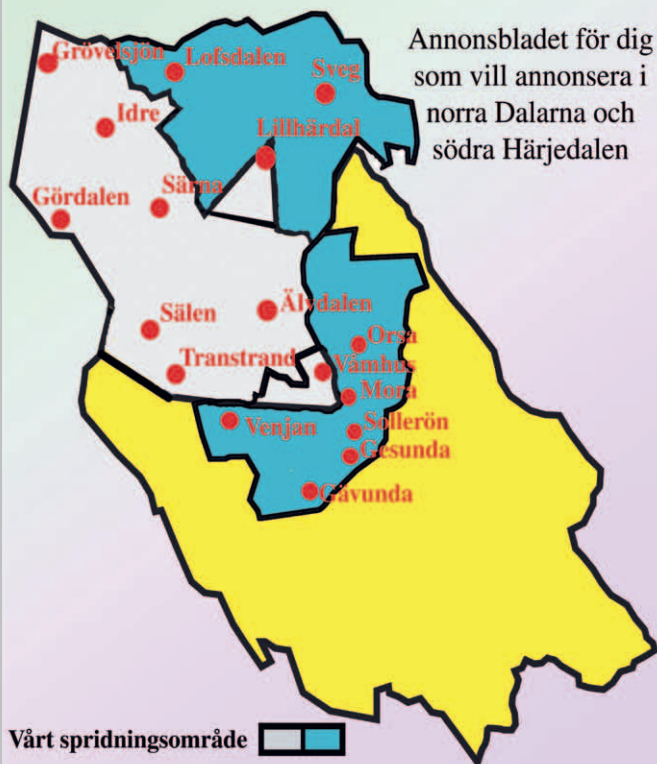 Annonsbladet för dig
som vill annonsera i
norra Dalarna och
södra Härjedalen
Grövelsjön
Lofsdalen
Sveg
Idre
Lillhärdal
Gördalen
Särna
Sälen
Älvdalen
Orsa
Transtrand
Våmhus
Mora
Venjan
Sollerön
Gesunda
Gävunda
Vårt spridningsområde